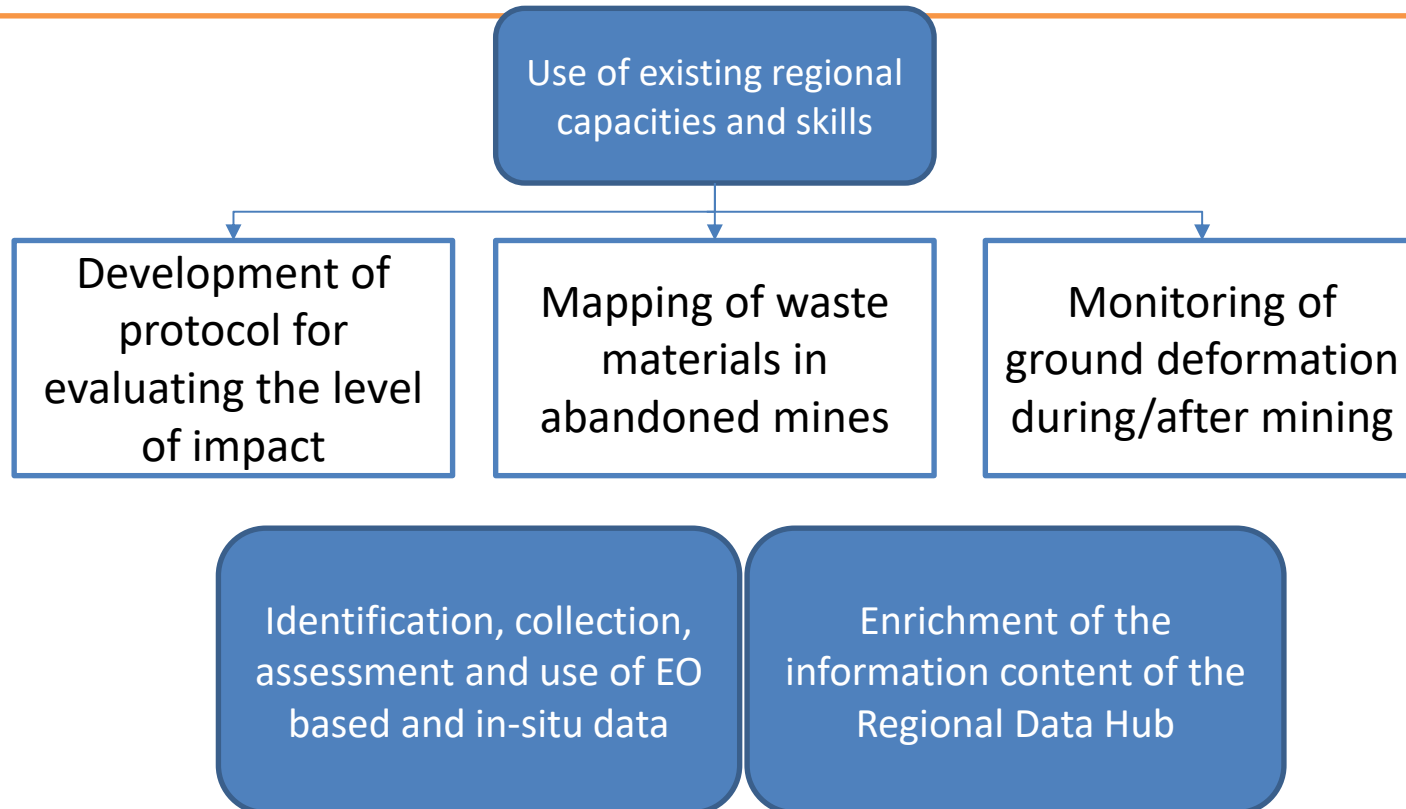 Use of existing regional
capacities and skills
Development of
protocol for
evaluating the level
of impact
Mapping of waste
materials in
abandoned mines
Monitoring of
ground deformation
during/after mining
Identification, collection,
assessment and use of EO
based and in-situ data
Enrichment of the
information content of the
Regional Data Hub